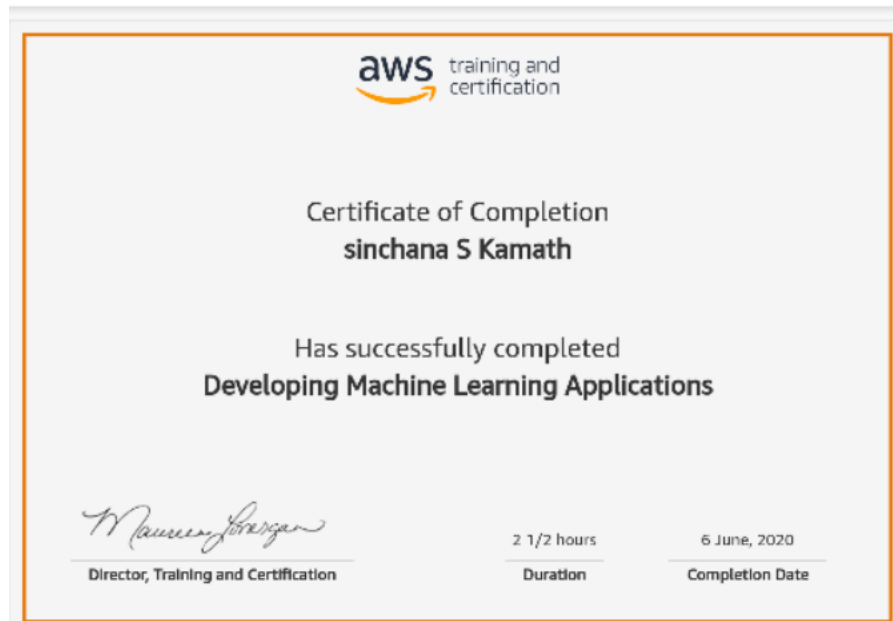 aws training and
certification
Certificate of Completion
sinchana S Kamath
Has successfully completed
Developing Machine Learning Applications
2 1/2 hours
6 June, 2020
Director, Training and Certification
Duration
Completion Date